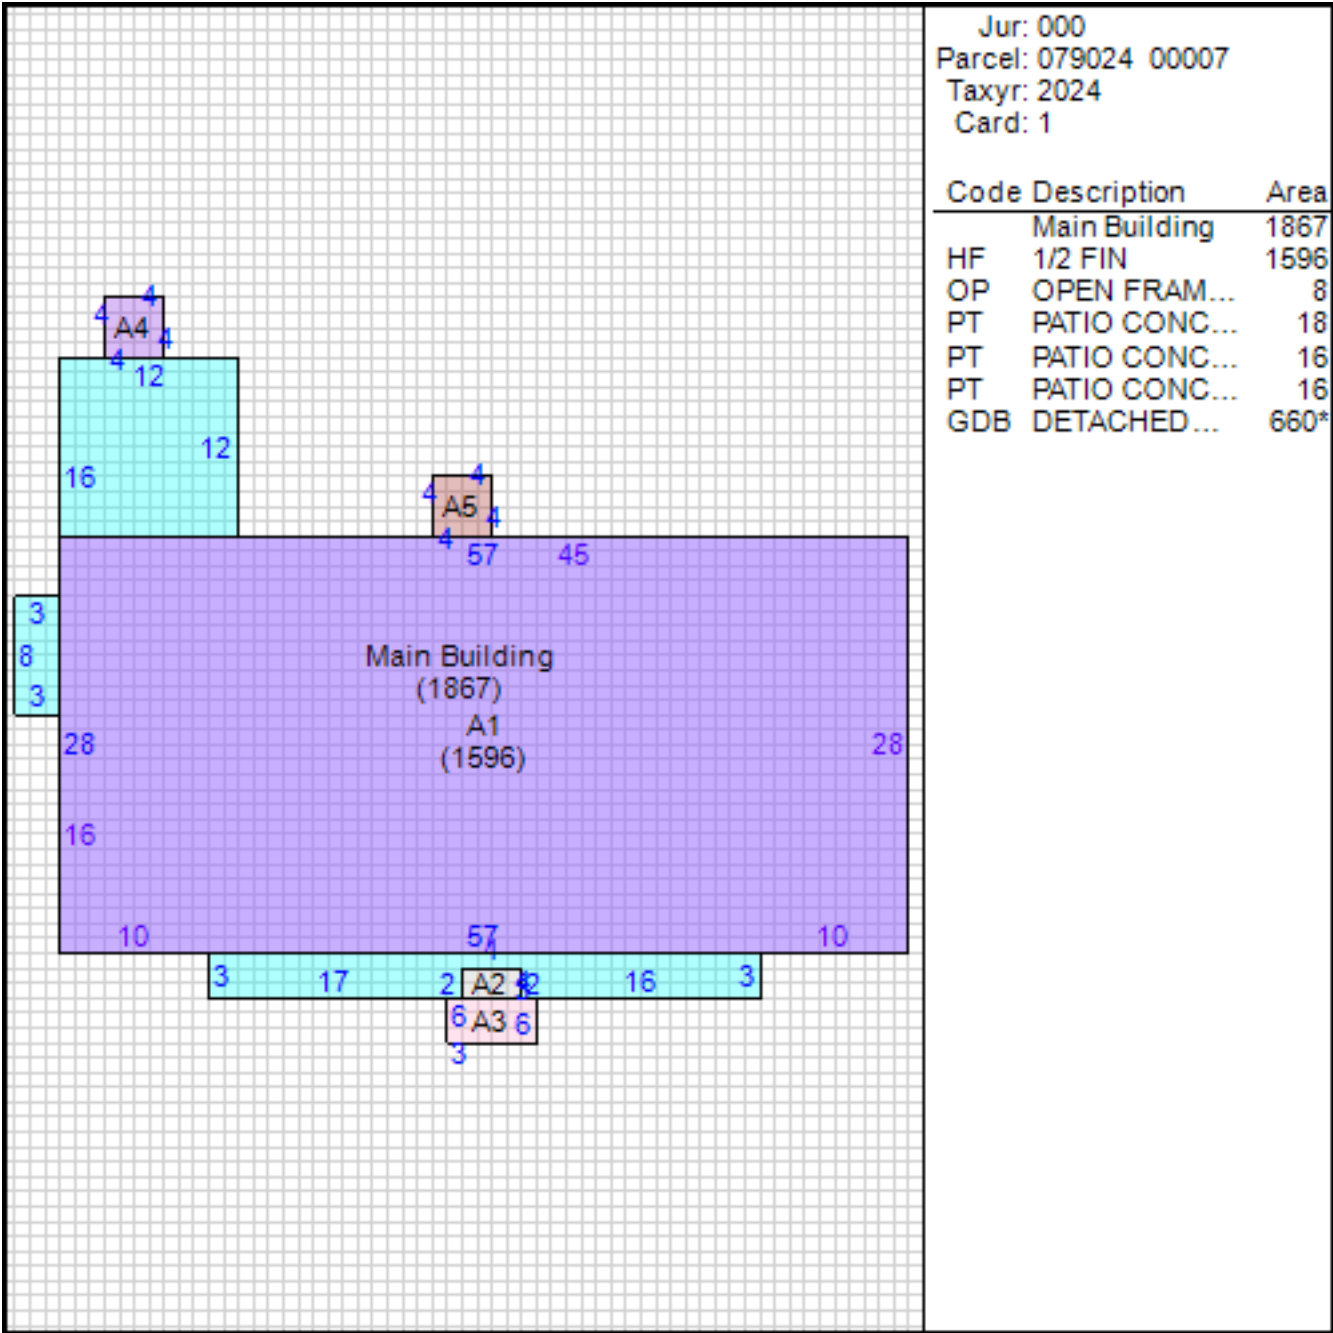 Jur: 000
Parcel: 079024 00007
Taxyr: 2024
Card: 1
Code Description Area
Main Building 1867
HF 1/2 FIN 1596
OP OPEN FRAM... 8
PT PATIO CONC... 18
PT PATIO CONC... 16
PT PATIO CONC... 16
GDB DETACHED... 660*
4
4
A4
4
4
12
12
16
4
4
A5
4
4
57 45
3
8
3
Main Building
(1867)
A1
(1596)
28 28
16
10 57 10
3 17 2 A2 2 16 3
6 A3 6
3